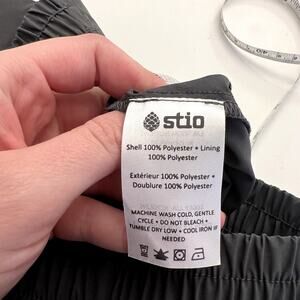 stio
Shell 100% Polyester • Lining
100% Polyester
Extérieur 100% Polyester •
Doublure 100% Polyester
MACHINE WASH COLD, GENTLE
CYCLE • DO NOT BLEACH •
TUMBLE DRY LOW • COOL IRON IF
NEEDED